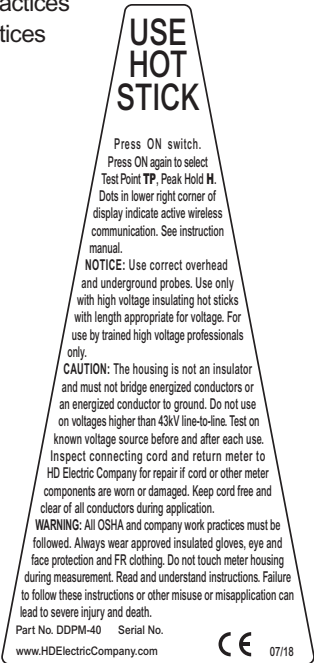 actices
tices
USE
HOT
STICK
Press ON switch.
Press ON again to select
Test Point TP, Peak Hold H.
Dots in lower right corner of
display indicate active wireless
communication. See instruction
manual.
NOTICE: Use correct overhead
and underground probes. Use only
with high voltage insulating hot sticks
with length appropriate for voltage. For
use by trained high voltage professionals
only.
CAUTION: The housing is not an insulator
and must not bridge energized conductors or
an energized conductor to ground. Do not use
on voltages higher than 43kV line-to-line. Test on
known voltage source before and after each use.
Inspect connecting cord and return meter to
HD Electric Company for repair if cord or other meter
components are worn or damaged. Keep cord free and
clear of all conductors during application.
WARNING: All OSHA and company work practices must be
followed. Always wear approved insulated gloves, eye and
face protection and FR clothing. Do not touch meter housing
during measurement. Read and understand instructions. Failure
to follow these instructions or other misuse or misapplication can
lead to severe injury and death.
Part No. DDPM-40 Serial No.
www.HDElectricCompany.com CE 07/18